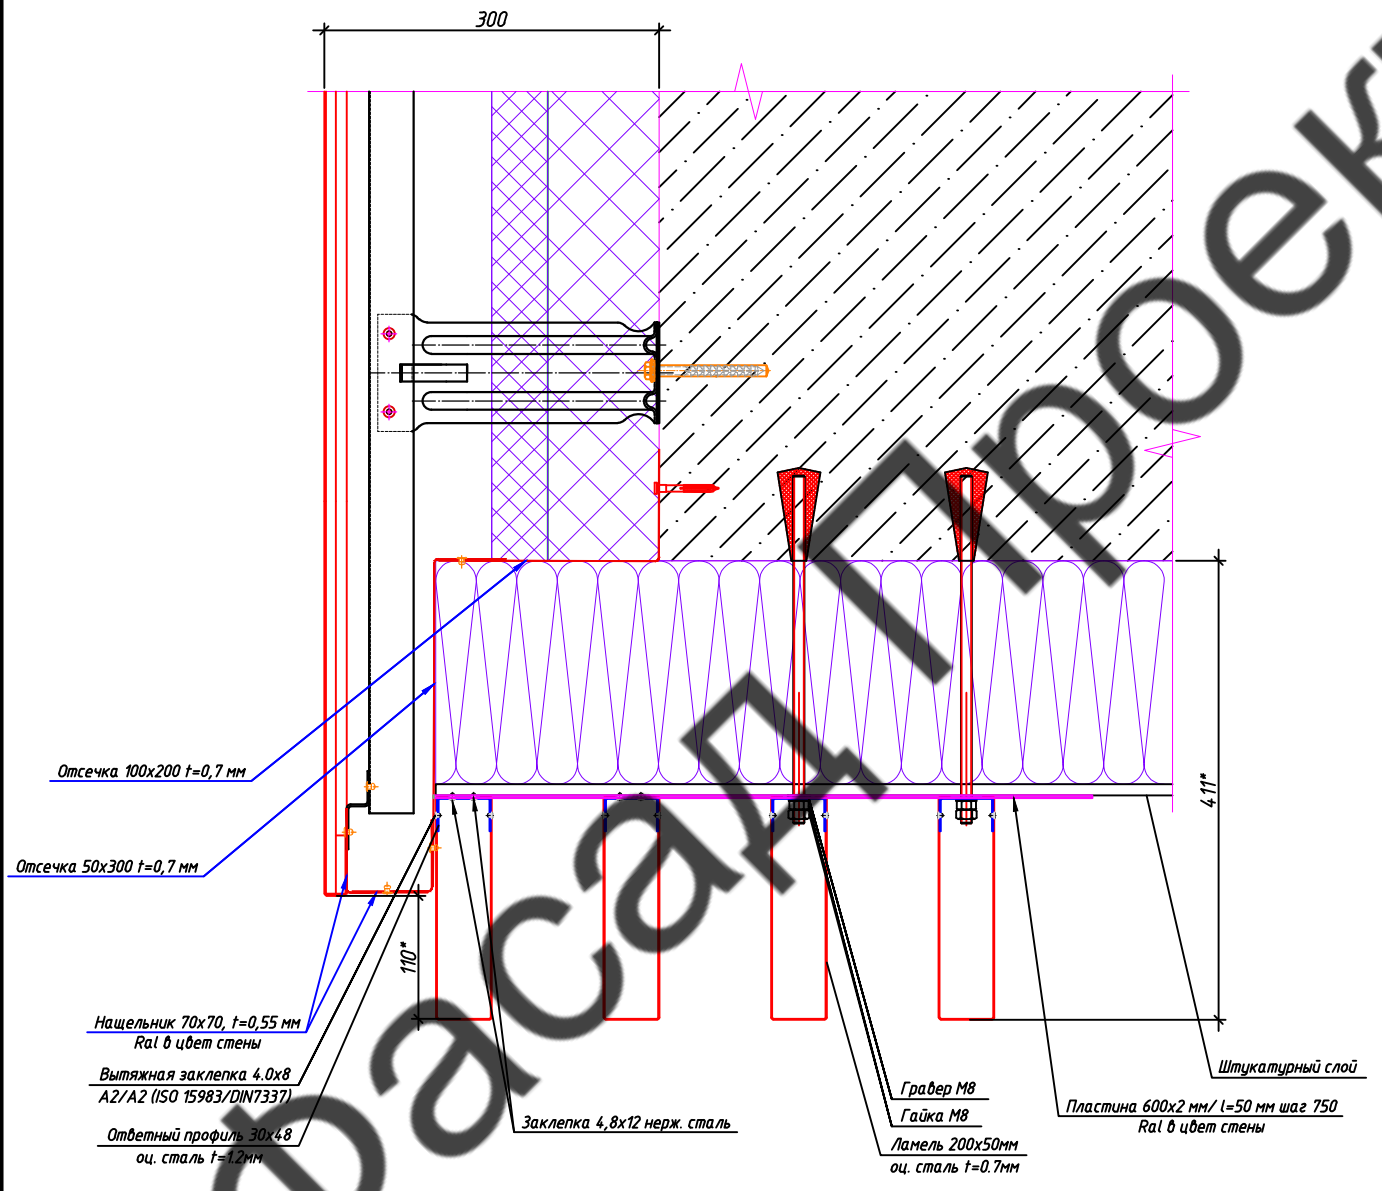 300
Отсечка 100х200 t=0,7 мм
Отсечка 50х300 t=0,7 мм
411*
110*
Нащельник 70х70, t=0,55 мм
Ral в цвет стены
Вытяжная заклепка 4.0х8
А2/А2 (ISO 15983/DIN7337)
Ответный профиль 30х48
оц. сталь t=1.2мм
Заклепка 4,8х12 нерж. сталь
Гравер М8
Гайка М8
Ламель 200х50мм
оц. сталь t=0.7мм
Штукатурный слой
Пластина 600х2 мм/ l=50 мм шаг 750
Ral в цвет стены
Фасад Проек